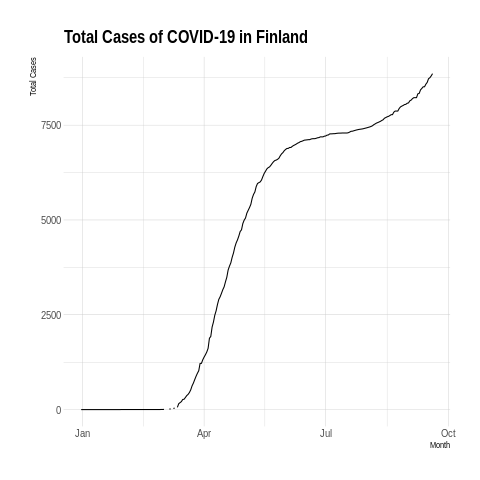 Total Cases of COVID-19 in Finland
Total Cases
7500
5000
2500
0
Jan Apr Jul Oct
Month